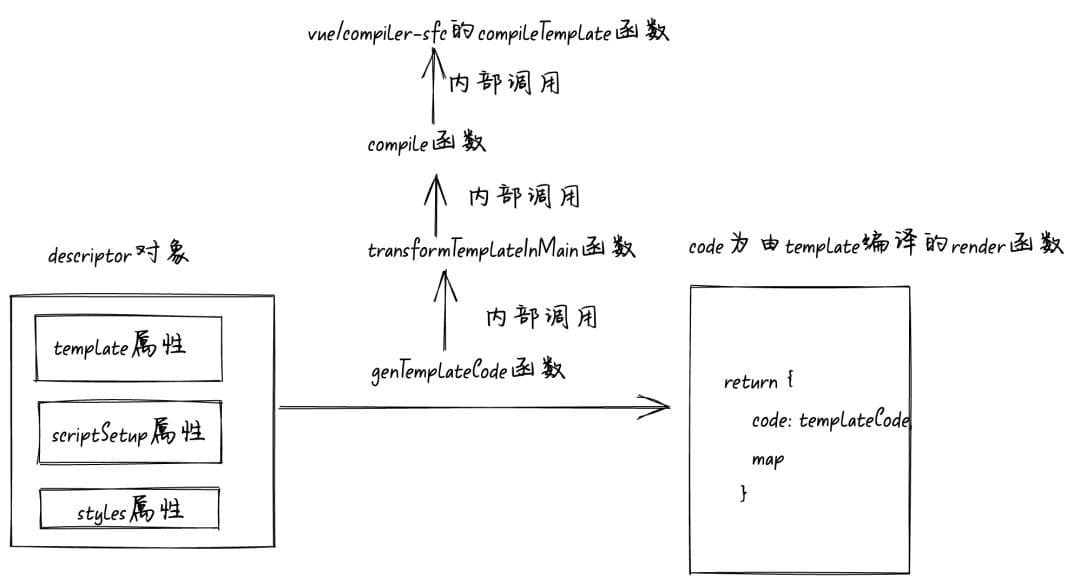 vue/compiler-sfc的compileTemplate函数
内部调用
compile函数
内部调用
transformTemplateInMain函数
内部调用
genTemplateCode函数
descriptor对象
template属性
scriptSetup属性
styles属性
code为由template编译的render函数
return {
code: templateCode,
map
}